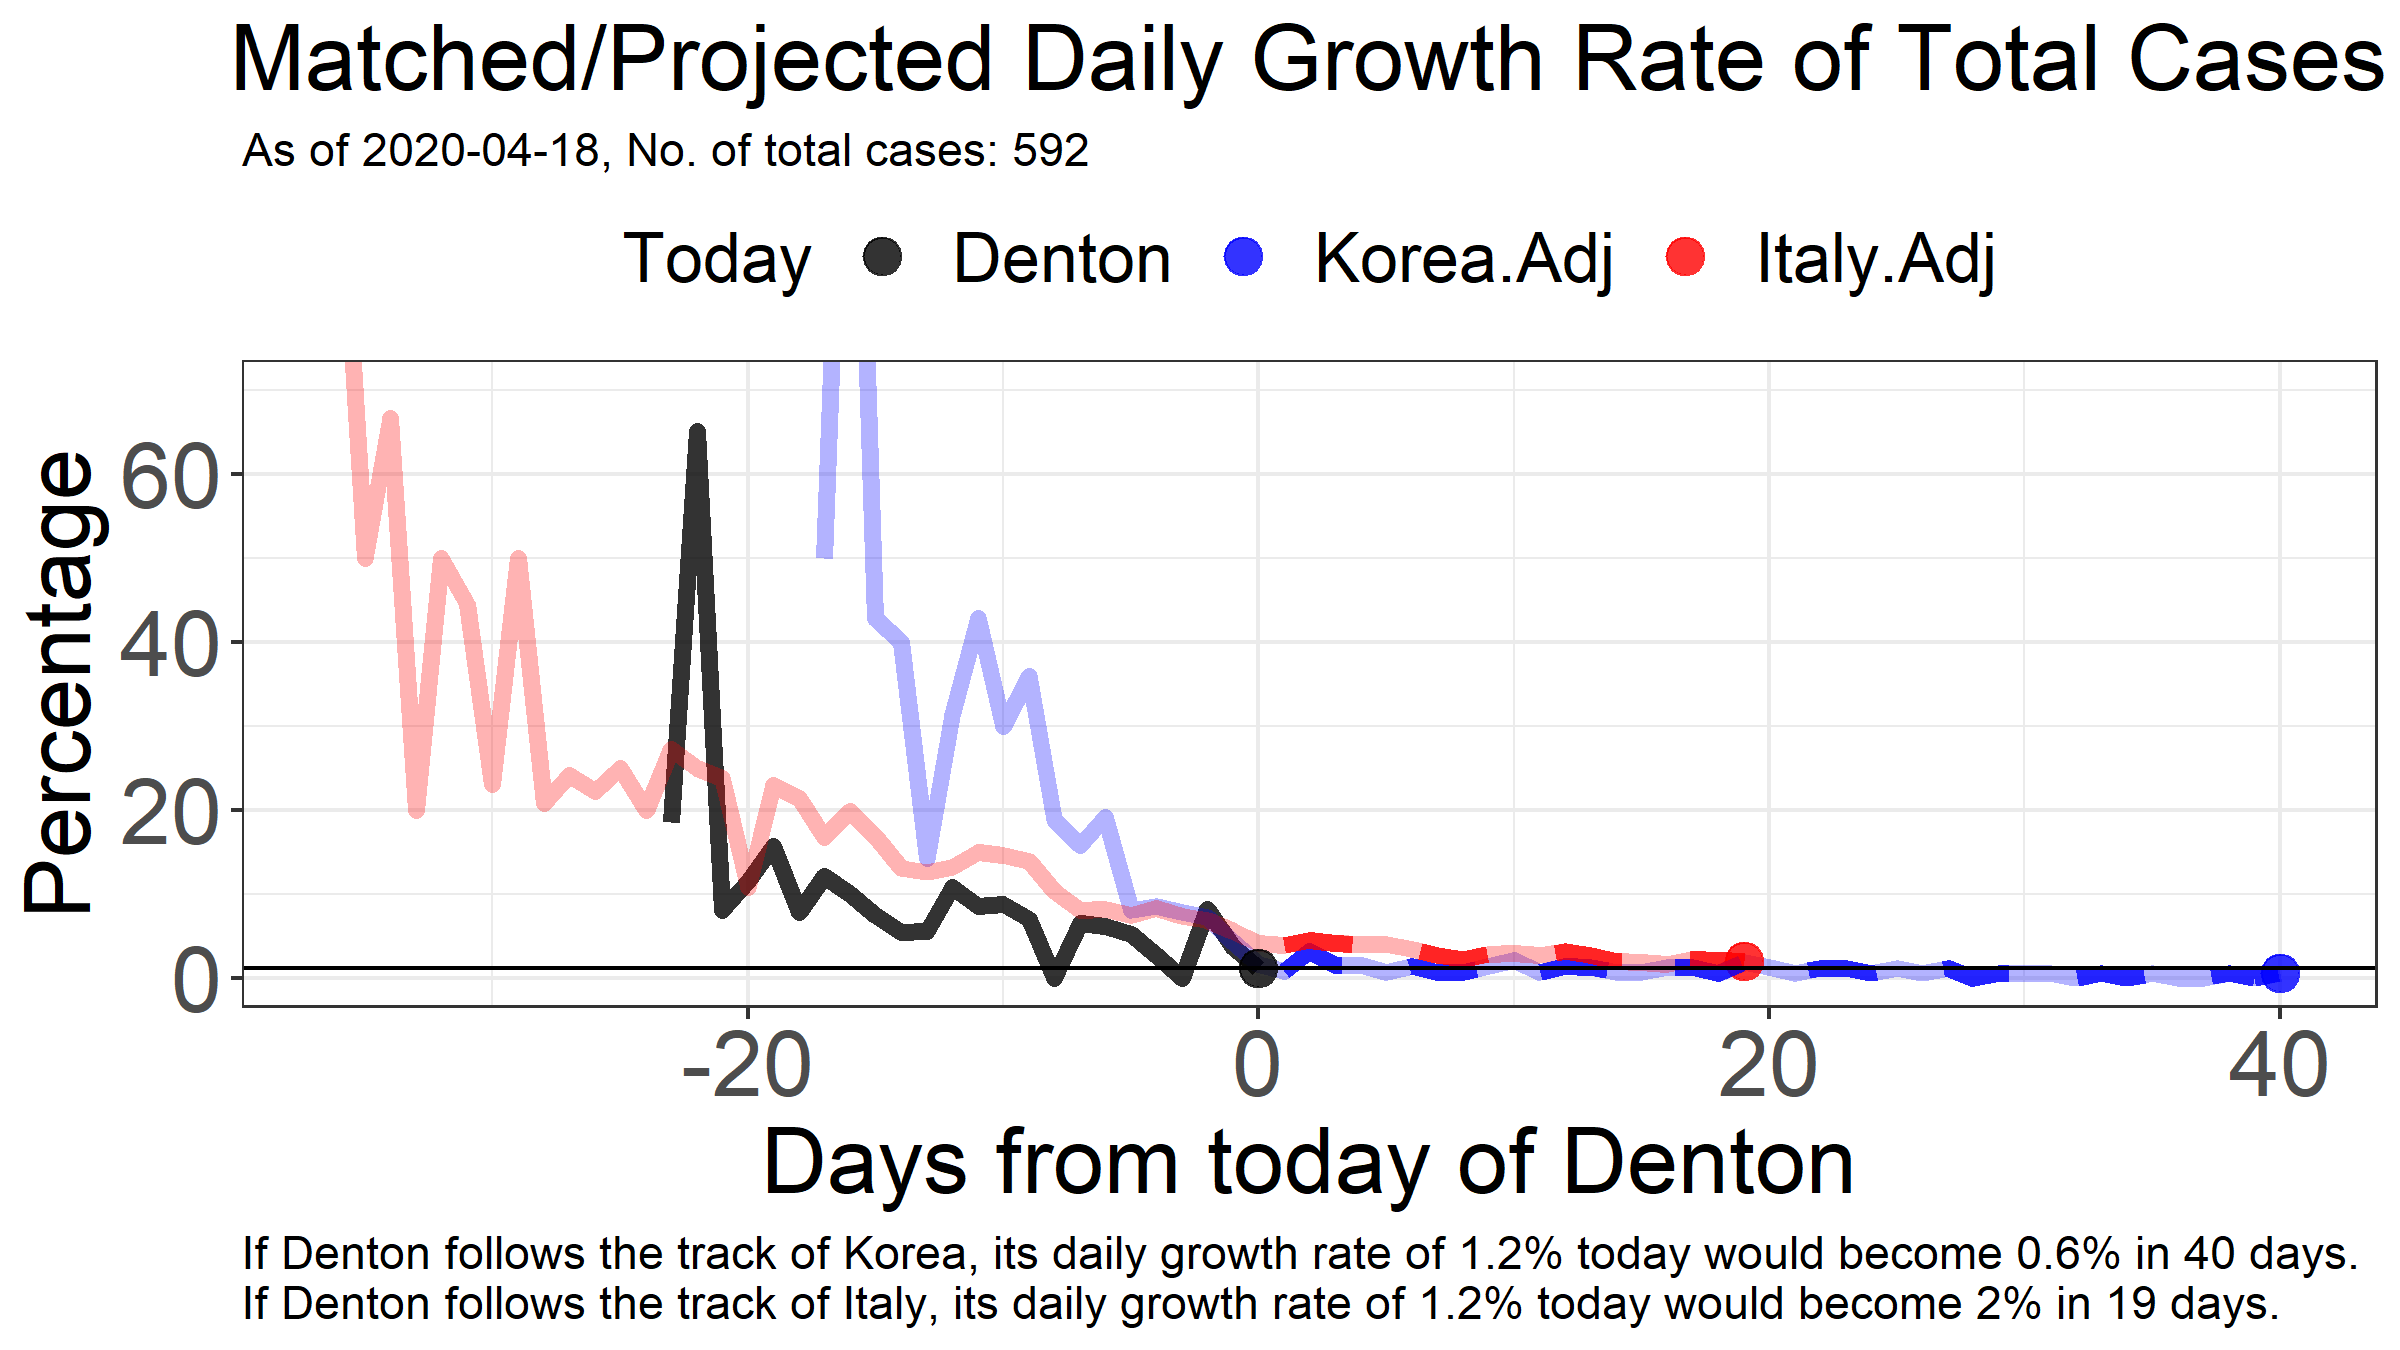 Matched/Projected Daily Growth Rate of Total Cases
As of 2020-04-18, No. of total cases: 592
Today Denton Korea.Adj Italy.Adj
Percentage
60
40
20
0
-20 0 20 40
Days from today of Denton
If Denton follows the track of Korea, its daily growth rate of 1.2% today would become 0.6% in 40 days.
If Denton follows the track of Italy, its daily growth rate of 1.2% today would become 2% in 19 days.